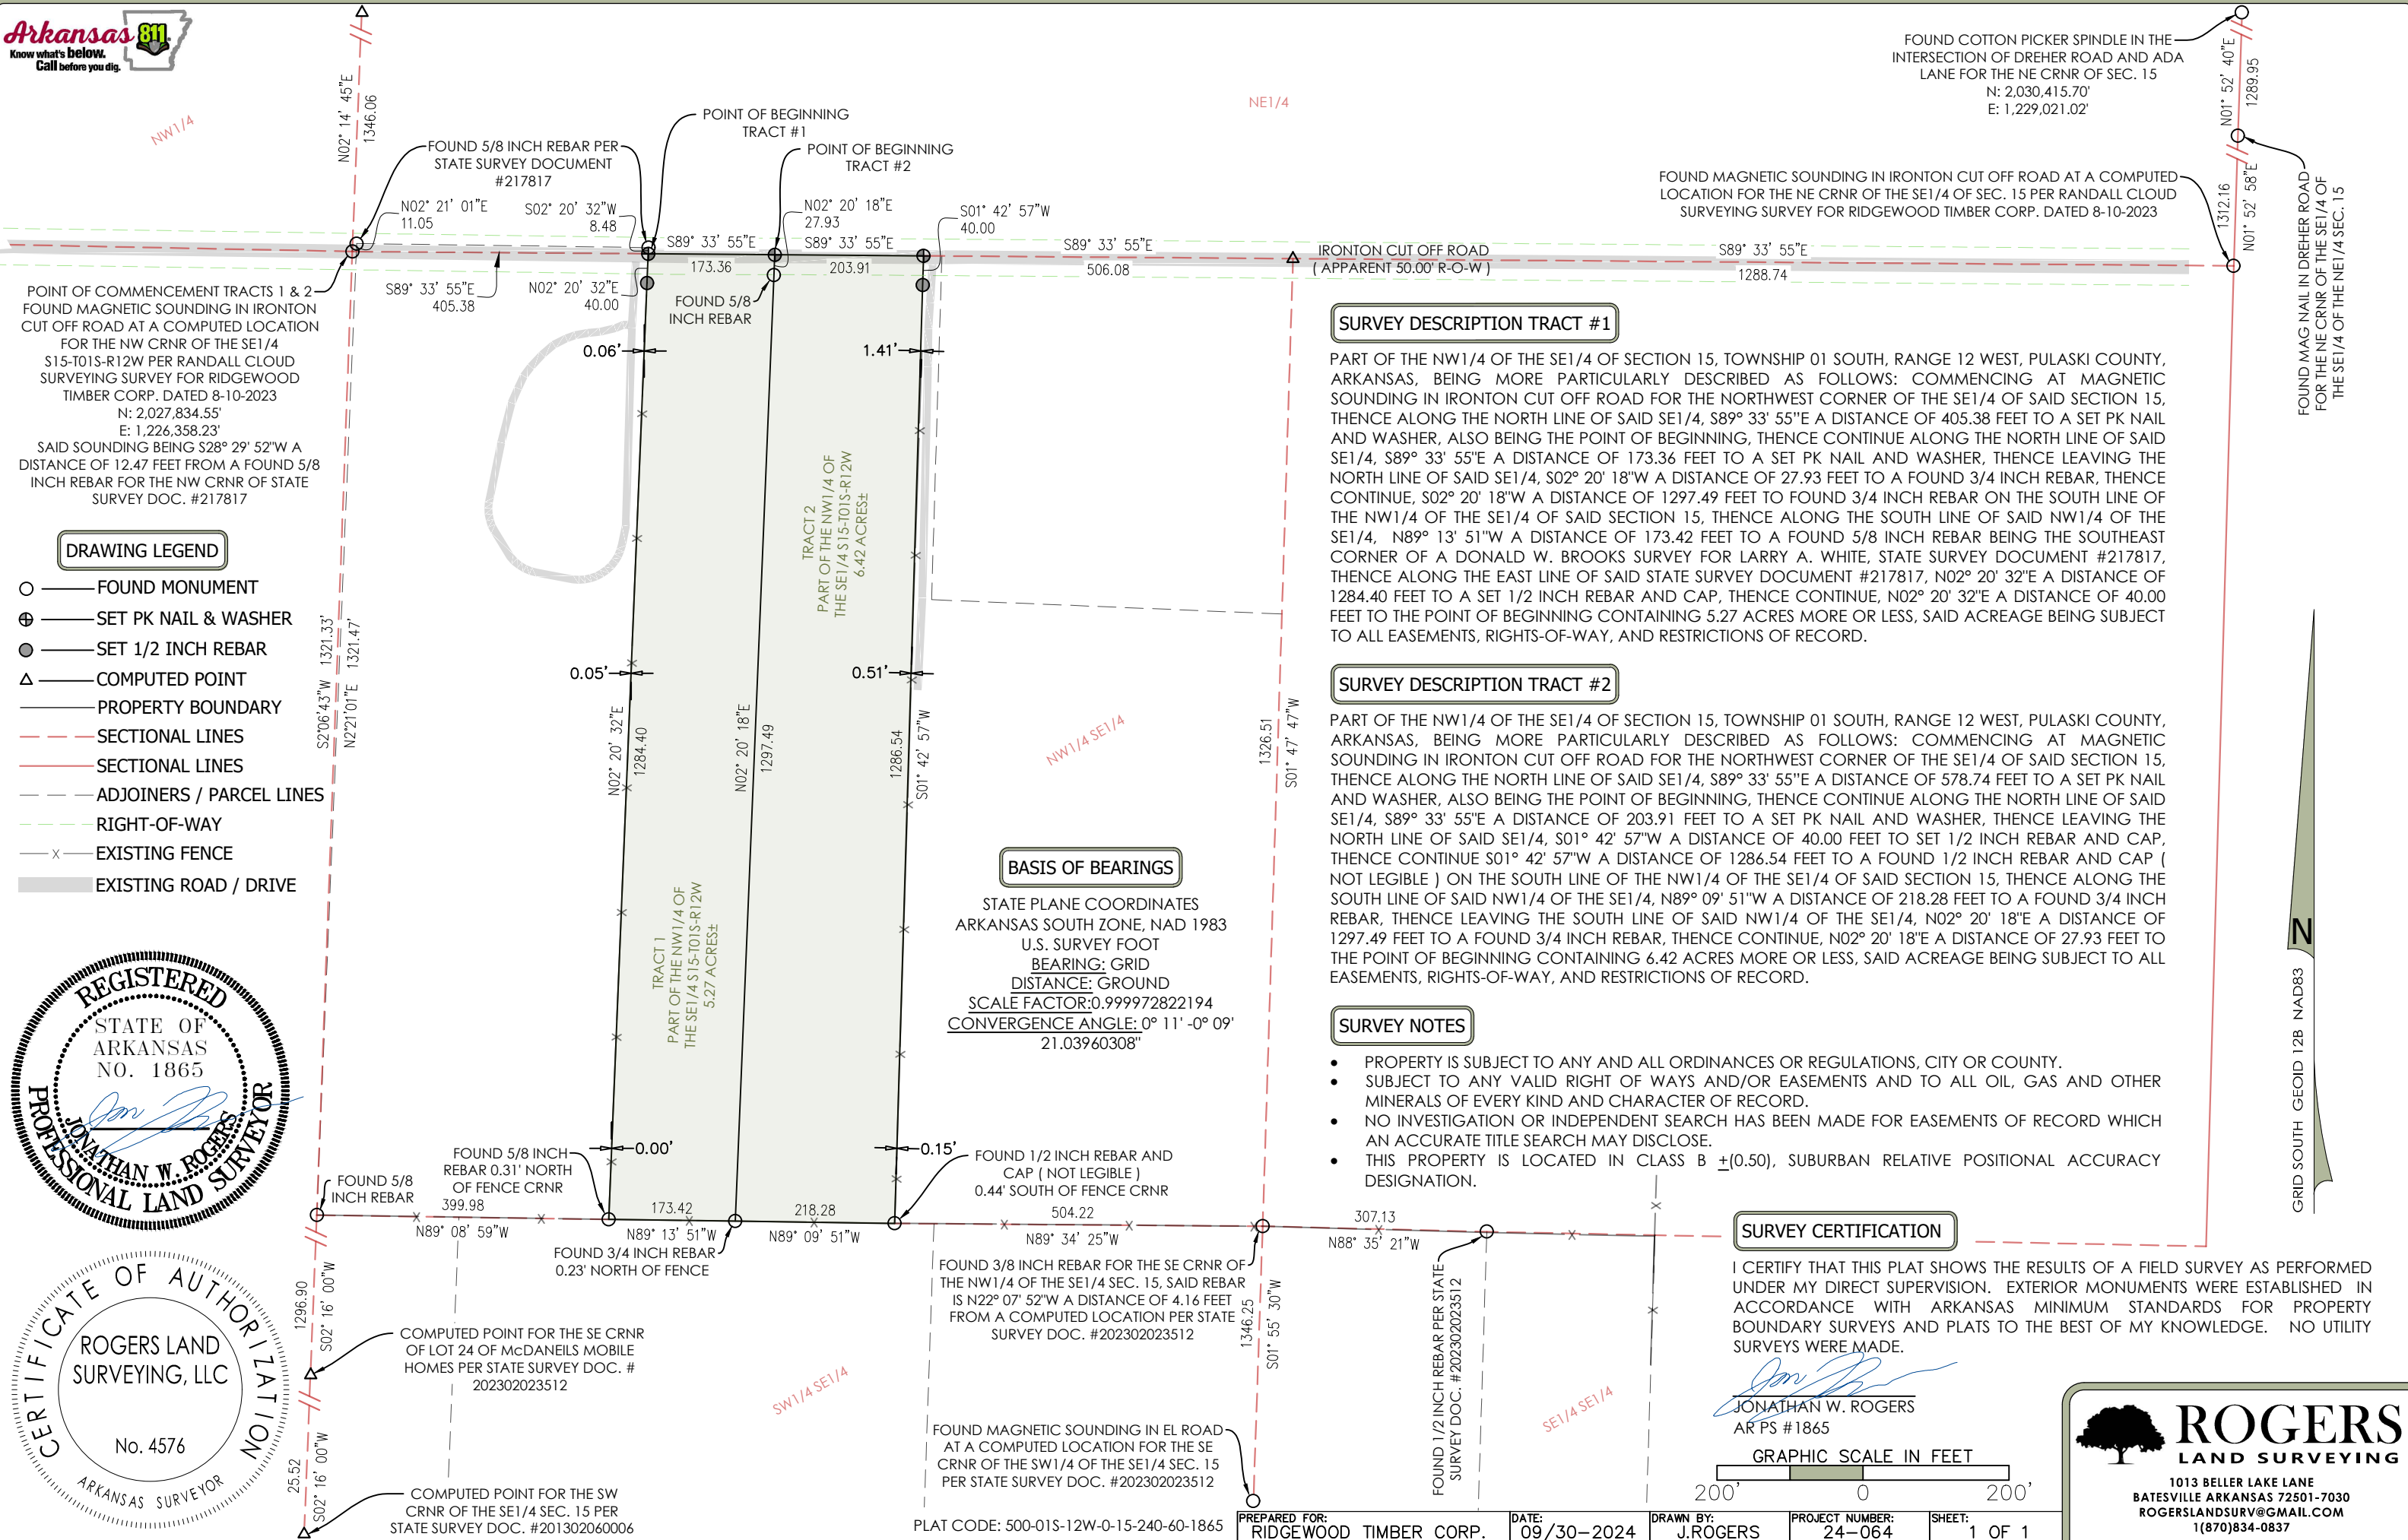 Arkansas 811
Know what's below.
Call before you dig.
NW1/4
N02° 14' 45"E
1346.06
FOUND 5/8 INCH REBAR PER
STATE SURVEY DOCUMENT
#217817
POINT OF BEGINNING
TRACT #1
POINT OF BEGINNING
TRACT #2
NE1/4
FOUND COTTON PICKER SPINDLE IN THE
INTERSECTION OF DREHER ROAD AND ADA
LANE FOR THE NE CRNR OF SEC. 15
N: 2,030,415.70'
E: 1,229,021.02'
N01° 52' 40"E
1289.95
FOUND MAGNETIC SOUNDING IN IRONTON CUT OFF ROAD AT A COMPUTED
LOCATION FOR THE NE CRNR OF THE SE1/4 OF SEC. 15 PER RANDALL CLOUD
SURVEYING SURVEY FOR RIDGEWOOD TIMBER CORP. DATED 8-10-2023
1312.16
N01° 52' 58"E
FOUND MAG NAIL IN DREHER ROAD
FOR THE NE CRNR OF THE SE1/4 OF
THE SE1/4 OF THE NE1/4 SEC. 15
N02° 21' 01"E
11.05
S02° 20' 32"W
8.48
N02° 20' 18"E
27.93
S01° 42' 57"W
40.00
S89° 33' 55"E
173.36
S89° 33' 55"E
203.91
S89° 33' 55"E
506.08
IRONTON CUT OFF ROAD
( APPARENT 50.00' R-O-W )
S89° 33' 55"E
1288.74
S89° 33' 55"E
405.38
N02° 20' 32"E
40.00
FOUND 5/8
INCH REBAR
POINT OF COMMENCEMENT TRACTS 1 & 2
FOUND MAGNETIC SOUNDING IN IRONTON
CUT OFF ROAD AT A COMPUTED LOCATION
FOR THE NW CRNR OF THE SE1/4
S15-T01S-R12W PER RANDALL CLOUD
SURVEYING SURVEY FOR RIDGEWOOD
TIMBER CORP. DATED 8-10-2023
N: 2,027,834.55'
E: 1,226,358.23'
SAID SOUNDING BEING S28° 29' 52"W A
DISTANCE OF 12.47 FEET FROM A FOUND 5/8
INCH REBAR FOR THE NW CRNR OF STATE
SURVEY DOC. #217817
0.06'
1.41'
0.05'
0.51'
DRAWING LEGEND
FOUND MONUMENT
SET PK NAIL & WASHER
SET 1/2 INCH REBAR
COMPUTED POINT
PROPERTY BOUNDARY
SECTIONAL LINES
SECTIONAL LINES
ADJOINERS / PARCEL LINES
RIGHT-OF-WAY
EXISTING FENCE
EXISTING ROAD / DRIVE
S2°06'43"W 1321.33'
N2°21'01"E 1321.47'
N02° 20' 32"E
1284.40
N02° 20' 18"E
1297.49
1286.54
S01° 42' 57"W
TRACT 2
PART OF THE NW1/4 OF
THE SE1/4 S15-T01S-R12W
6.42 ACRES±
TRACT 1
PART OF THE NW1/4 OF
THE SE1/4 S15-T01S-R12W
5.27 ACRES±
NW1/4 SE1/4
1326.51
S01° 47' 47"W
SURVEY DESCRIPTION TRACT #1
PART OF THE NW1/4 OF THE SE1/4 OF SECTION 15, TOWNSHIP 01 SOUTH, RANGE 12 WEST, PULASKI COUNTY,
ARKANSAS, BEING MORE PARTICULARLY DESCRIBED AS FOLLOWS: COMMENCING AT MAGNETIC
SOUNDING IN IRONTON CUT OFF ROAD FOR THE NORTHWEST CORNER OF THE SE1/4 OF SAID SECTION 15,
THENCE ALONG THE NORTH LINE OF SAID SE1/4, S89° 33' 55"E A DISTANCE OF 405.38 FEET TO A SET PK NAIL
AND WASHER, ALSO BEING THE POINT OF BEGINNING, THENCE CONTINUE ALONG THE NORTH LINE OF SAID
SE1/4, S89° 33' 55"E A DISTANCE OF 173.36 FEET TO A SET PK NAIL AND WASHER, THENCE LEAVING THE
NORTH LINE OF SAID SE1/4, S02° 20' 18"W A DISTANCE OF 27.93 FEET TO A FOUND 3/4 INCH REBAR, THENCE
CONTINUE, S02° 20' 18"W A DISTANCE OF 1297.49 FEET TO FOUND 3/4 INCH REBAR ON THE SOUTH LINE OF
THE NW1/4 OF THE SE1/4 OF SAID SECTION 15, THENCE ALONG THE SOUTH LINE OF SAID NW1/4 OF THE
SE1/4, N89° 13' 51"W A DISTANCE OF 173.42 FEET TO A FOUND 5/8 INCH REBAR BEING THE SOUTHEAST
CORNER OF A DONALD W. BROOKS SURVEY FOR LARRY A. WHITE, STATE SURVEY DOCUMENT #217817,
THENCE ALONG THE EAST LINE OF SAID STATE SURVEY DOCUMENT #217817, N02° 20' 32"E A DISTANCE OF
1284.40 FEET TO A SET 1/2 INCH REBAR AND CAP, THENCE CONTINUE, N02° 20' 32"E A DISTANCE OF 40.00
FEET TO THE POINT OF BEGINNING CONTAINING 5.27 ACRES MORE OR LESS, SAID ACREAGE BEING SUBJECT
TO ALL EASEMENTS, RIGHTS-OF-WAY, AND RESTRICTIONS OF RECORD.
SURVEY DESCRIPTION TRACT #2
PART OF THE NW1/4 OF THE SE1/4 OF SECTION 15, TOWNSHIP 01 SOUTH, RANGE 12 WEST, PULASKI COUNTY,
ARKANSAS, BEING MORE PARTICULARLY DESCRIBED AS FOLLOWS: COMMENCING AT MAGNETIC
SOUNDING IN IRONTON CUT OFF ROAD FOR THE NORTHWEST CORNER OF THE SE1/4 OF SAID SECTION 15,
THENCE ALONG THE NORTH LINE OF SAID SE1/4, S89° 33' 55"E A DISTANCE OF 578.74 FEET TO A SET PK NAIL
AND WASHER, ALSO BEING THE POINT OF BEGINNING, THENCE CONTINUE ALONG THE NORTH LINE OF SAID
SE1/4, S89° 33' 55"E A DISTANCE OF 203.91 FEET TO A SET PK NAIL AND WASHER, THENCE LEAVING THE
NORTH LINE OF SAID SE1/4, S01° 42' 57"W A DISTANCE OF 40.00 FEET TO SET 1/2 INCH REBAR AND CAP,
THENCE CONTINUE S01° 42' 57"W A DISTANCE OF 1286.54 FEET TO A FOUND 1/2 INCH REBAR AND CAP (
NOT LEGIBLE ) ON THE SOUTH LINE OF THE NW1/4 OF THE SE1/4 OF SAID SECTION 15, THENCE ALONG THE
SOUTH LINE OF SAID NW1/4 OF THE SE1/4, N89° 09' 51"W A DISTANCE OF 218.28 FEET TO A FOUND 3/4 INCH
REBAR, THENCE LEAVING THE SOUTH LINE OF SAID NW1/4 OF THE SE1/4, N02° 20' 18"E A DISTANCE OF
1297.49 FEET TO A FOUND 3/4 INCH REBAR, THENCE CONTINUE, N02° 20' 18"E A DISTANCE OF 27.93 FEET TO
THE POINT OF BEGINNING CONTAINING 6.42 ACRES MORE OR LESS, SAID ACREAGE BEING SUBJECT TO ALL
EASEMENTS, RIGHTS-OF-WAY, AND RESTRICTIONS OF RECORD.
BASIS OF BEARINGS
STATE PLANE COORDINATES
ARKANSAS SOUTH ZONE, NAD 1983
U.S. SURVEY FOOT
BEARING: GRID
DISTANCE: GROUND
SCALE FACTOR:0.999972822194
CONVERGENCE ANGLE: 0° 11' -0° 09'
21.03960308"
SURVEY NOTES
• PROPERTY IS SUBJECT TO ANY AND ALL ORDINANCES OR REGULATIONS, CITY OR COUNTY.
• SUBJECT TO ANY VALID RIGHT OF WAYS AND/OR EASEMENTS AND TO ALL OIL, GAS AND OTHER
MINERALS OF EVERY KIND AND CHARACTER OF RECORD.
• NO INVESTIGATION OR INDEPENDENT SEARCH HAS BEEN MADE FOR EASEMENTS OF RECORD WHICH
AN ACCURATE TITLE SEARCH MAY DISCLOSE.
• THIS PROPERTY IS LOCATED IN CLASS B ±(0.50), SUBURBAN RELATIVE POSITIONAL ACCURACY
DESIGNATION.
N
GRID SOUTH GEOID 12B NAD83
REGISTERED
STATE OF
ARKANSAS
NO. 1865
JONATHAN W. ROGERS
PROFESSIONAL LAND SURVEYOR
FOUND 5/8
INCH REBAR
FOUND 5/8 INCH
REBAR 0.31' NORTH
OF FENCE CRNR
0.00'
0.15'
FOUND 1/2 INCH REBAR AND
CAP ( NOT LEGIBLE )
0.44' SOUTH OF FENCE CRNR
399.98
N89° 08' 59"W
173.42
N89° 13' 51"W
218.28
N89° 09' 51"W
504.22
N89° 34' 25"W
307.13
N88° 35' 21"W
FOUND 3/4 INCH REBAR
0.23' NORTH OF FENCE
FOUND 3/8 INCH REBAR FOR THE SE CRNR OF
THE NW1/4 OF THE SE1/4 SEC. 15, SAID REBAR
IS N22° 07' 52"W A DISTANCE OF 4.16 FEET
FROM A COMPUTED LOCATION PER STATE
SURVEY DOC. #202302023512
1346.25
S01° 55' 30"W
FOUND 1/2 INCH REBAR PER STATE
SURVEY DOC. #202302023512
1296.90
S02° 16' 00"W
COMPUTED POINT FOR THE SE CRNR
OF LOT 24 OF McDANEILS MOBILE
HOMES PER STATE SURVEY DOC. #
202302023512
25.52
S02° 16' 00"W
COMPUTED POINT FOR THE SW
CRNR OF THE SE1/4 SEC. 15 PER
STATE SURVEY DOC. #201302060006
SW1/4 SE1/4
SE1/4 SE1/4
FOUND MAGNETIC SOUNDING IN EL ROAD
AT A COMPUTED LOCATION FOR THE SE
CRNR OF THE SW1/4 OF THE SE1/4 SEC. 15
PER STATE SURVEY DOC. #202302023512
CERTIFICATE OF AUTHORIZATION
ROGERS LAND
SURVEYING, LLC
No. 4576
ARKANSAS SURVEYOR
SURVEY CERTIFICATION
I CERTIFY THAT THIS PLAT SHOWS THE RESULTS OF A FIELD SURVEY AS PERFORMED
UNDER MY DIRECT SUPERVISION. EXTERIOR MONUMENTS WERE ESTABLISHED IN
ACCORDANCE WITH ARKANSAS MINIMUM STANDARDS FOR PROPERTY
BOUNDARY SURVEYS AND PLATS TO THE BEST OF MY KNOWLEDGE. NO UTILITY
SURVEYS WERE MADE.
JONATHAN W. ROGERS
AR PS #1865
GRAPHIC SCALE IN FEET
200' 0 200'
PLAT CODE: 500-01S-12W-0-15-240-60-1865
PREPARED FOR:
RIDGEWOOD TIMBER CORP.
DATE:
09/30-2024
DRAWN BY:
J.ROGERS
PROJECT NUMBER:
24-064
SHEET:
1 OF 1
ROGERS
LAND SURVEYING
1013 BELLER LAKE LANE
BATESVILLE ARKANSAS 72501-7030
ROGERSLANDSURV@GMAIL.COM
1(870)834-0837